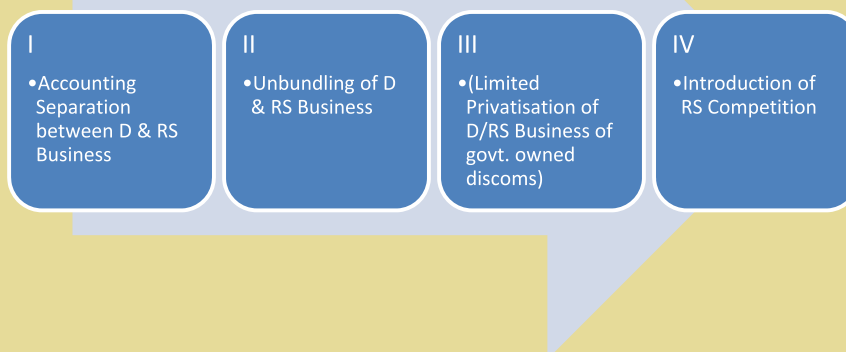 I
•Accounting
Separation
between D & RS
Business
II
•Unbundling of D
& RS Business
III
•(Limited
Privatisation of
D/RS Business of
govt. owned
discoms)
IV
•Introduction of
RS Competition